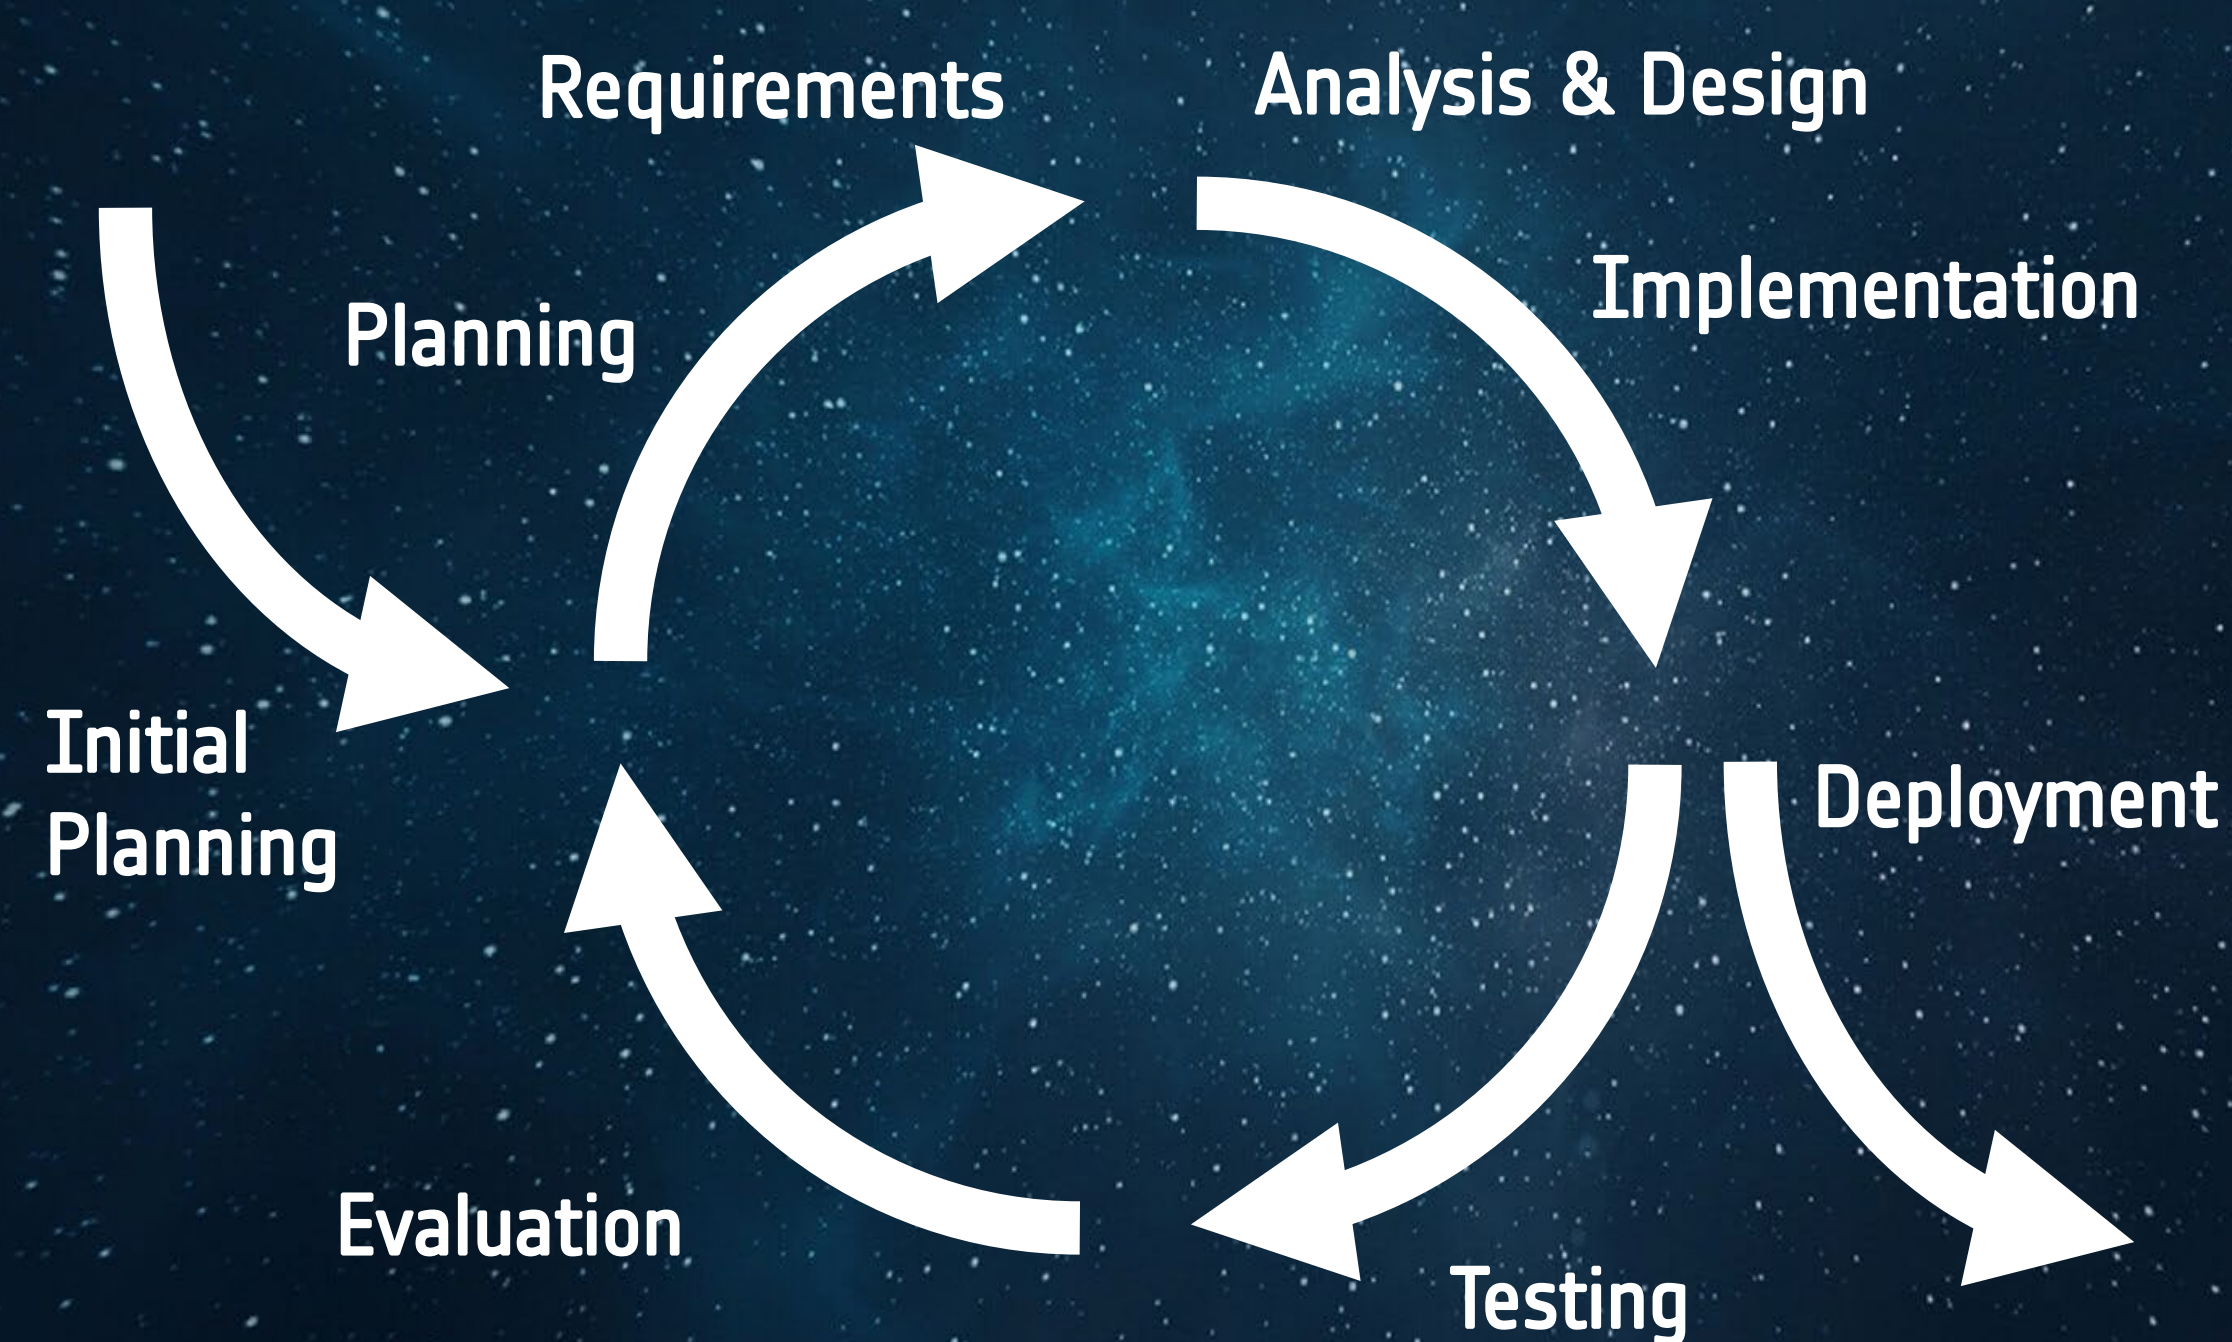 Requirements
Analysis & Design
Implementation
Planning
Initial
Planning
Deployment
Evaluation
Testing